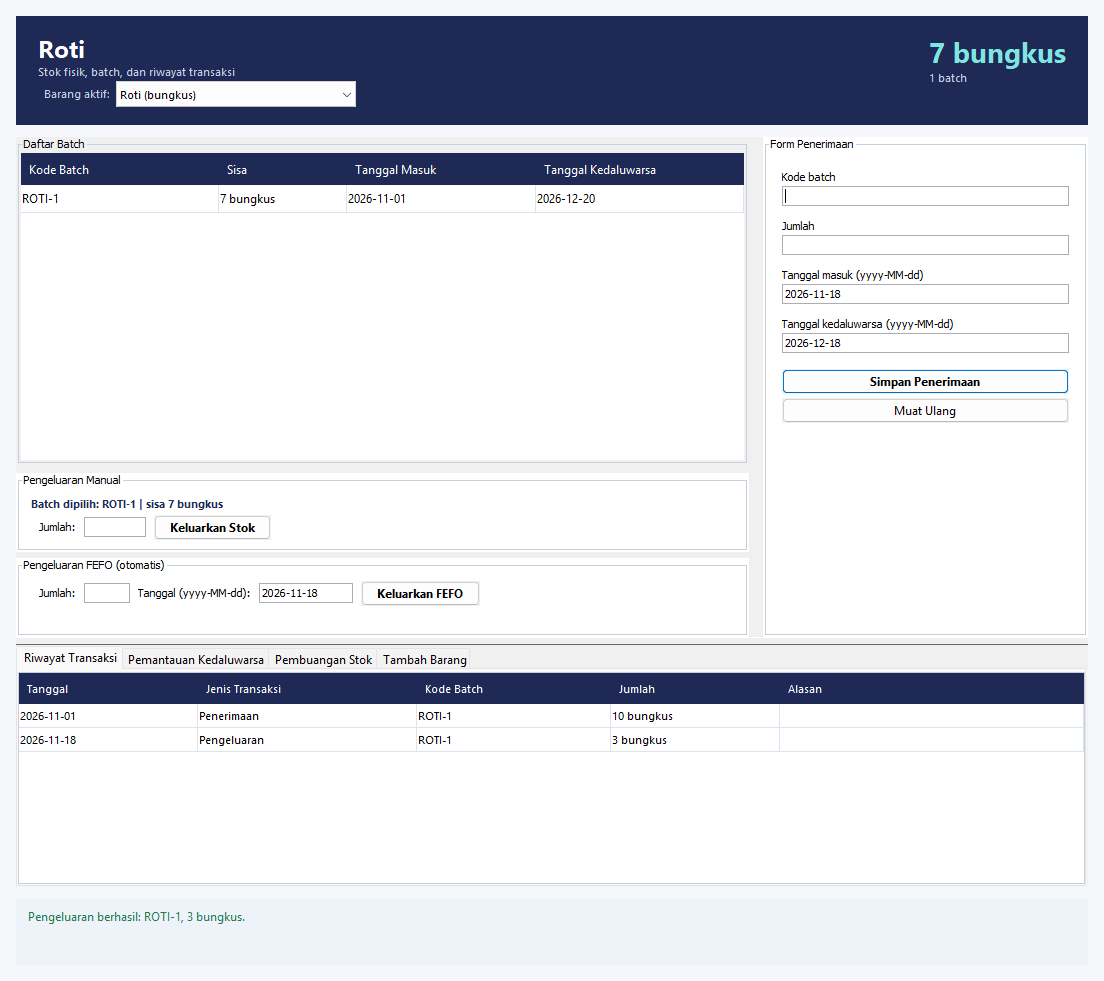 Roti
Stok fisik, batch, dan riwayat transaksi
Barang aktif: Roti (bungkus)
7 bungkus
1 batch
Daftar Batch
Kode Batch Sisa Tanggal Masuk Tanggal Kedaluwarsa
ROTI-1 7 bungkus 2026-11-01 2026-12-20
Form Penerimaan
Kode batch
Jumlah
Tanggal masuk (yyyy-MM-dd)
2026-11-18
Tanggal kedaluwarsa (yyyy-MM-dd)
2026-12-18
Simpan Penerimaan
Muat Ulang
Pengeluaran Manual
Batch dipilih: ROTI-1 | sisa 7 bungkus
Jumlah: Keluarkan Stok
Pengeluaran FEFO (otomatis)
Jumlah: Tanggal (yyyy-MM-dd): 2026-11-18 Keluarkan FEFO
Riwayat Transaksi Pemantauan Kedaluwarsa Pembuangan Stok Tambah Barang
Tanggal Jenis Transaksi Kode Batch Jumlah Alasan
2026-11-01 Penerimaan ROTI-1 10 bungkus
2026-11-18 Pengeluaran ROTI-1 3 bungkus
Pengeluaran berhasil: ROTI-1, 3 bungkus.